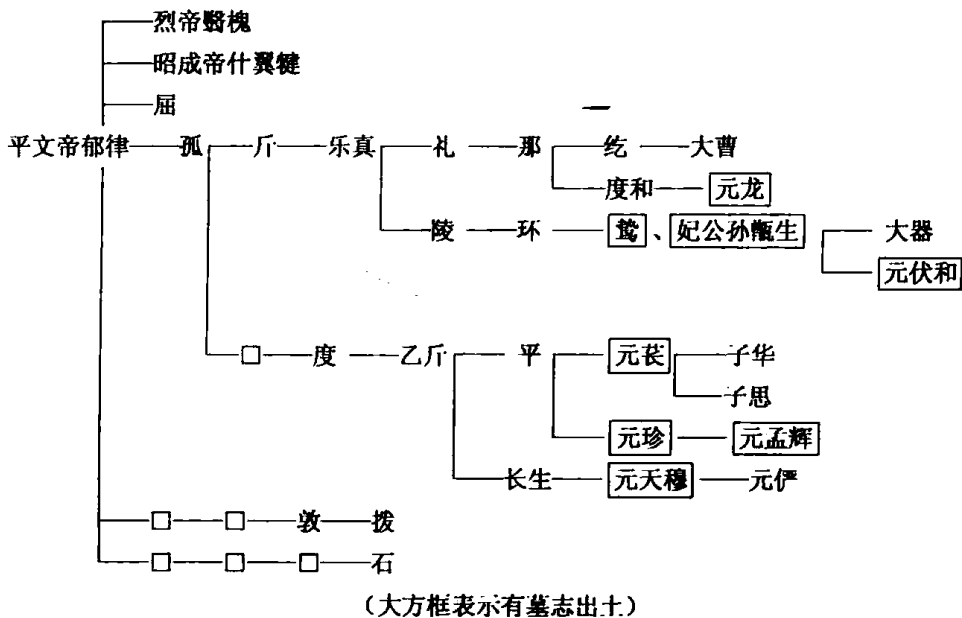 烈帝翳槐
昭成帝什翼犍
屈
平文帝郁律 孤 斤 乐真 礼 那 纥 大曹
度和 元龙
陵 环 鸷、妃公孙甑生 大器
元伏和
□ 度 乙斤 平 元苌 子华
子思
元珍 元孟辉
长生 元天穆 元俨
□ □ 敦 拨
□ □ □ 石
（大方框表示有墓志出土）